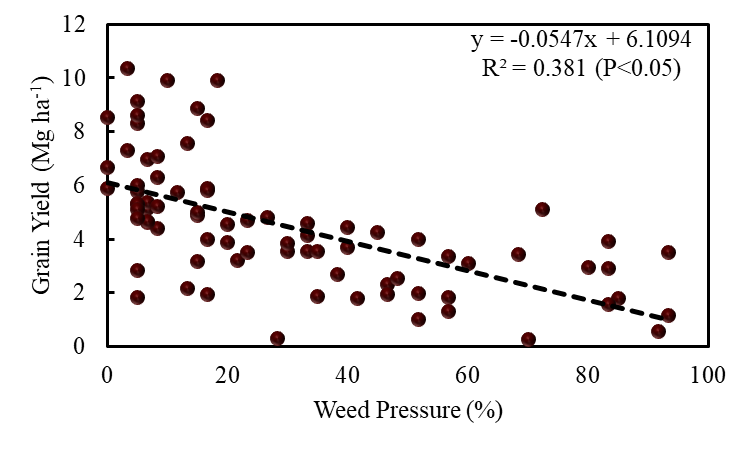 12
y = -0.0547x + 6.1094
R² = 0.381 (P<0.05)
10
8
6
4
2
0
Grain Yield (Mg ha⁻¹)
0 20 40 60 80 100
Weed Pressure (%)